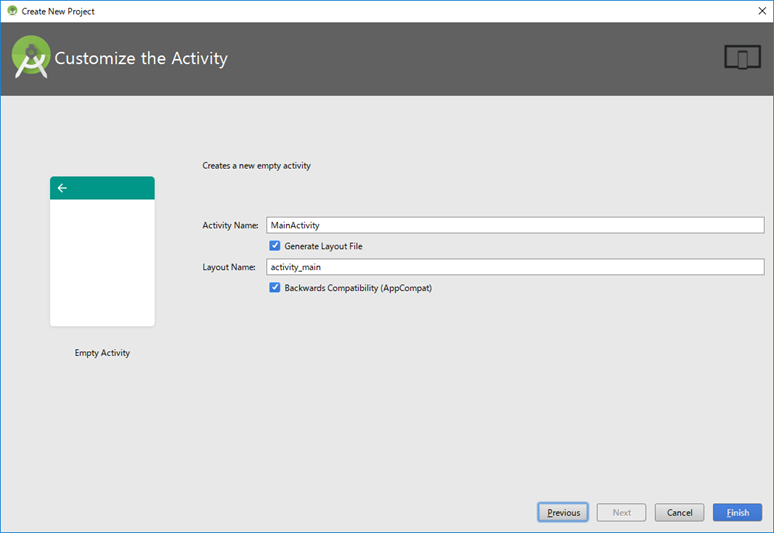 Create New Project
Customize the Activity
Creates a new empty activity
Activity Name: MainActivity
Generate Layout File
Layout Name: activity_main
Backwards Compatibility (AppCompat)
Empty Activity
Previous Next Cancel Finish